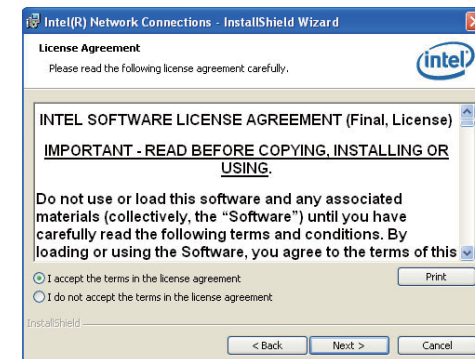 Intel(R) Network Connections - InstallShield Wizard
License Agreement
Please read the following license agreement carefully.
intel
INTEL SOFTWARE LICENSE AGREEMENT (Final, License)
IMPORTANT - READ BEFORE COPYING, INSTALLING OR
USING.
Do not use or load this software and any associated
materials (collectively, the “Software”) until you have
carefully read the following terms and conditions. By
loading or using the Software, you agree to the terms of this
I accept the terms in the license agreement
Print
I do not accept the terms in the license agreement
InstallShield
< Back
Next >
Cancel